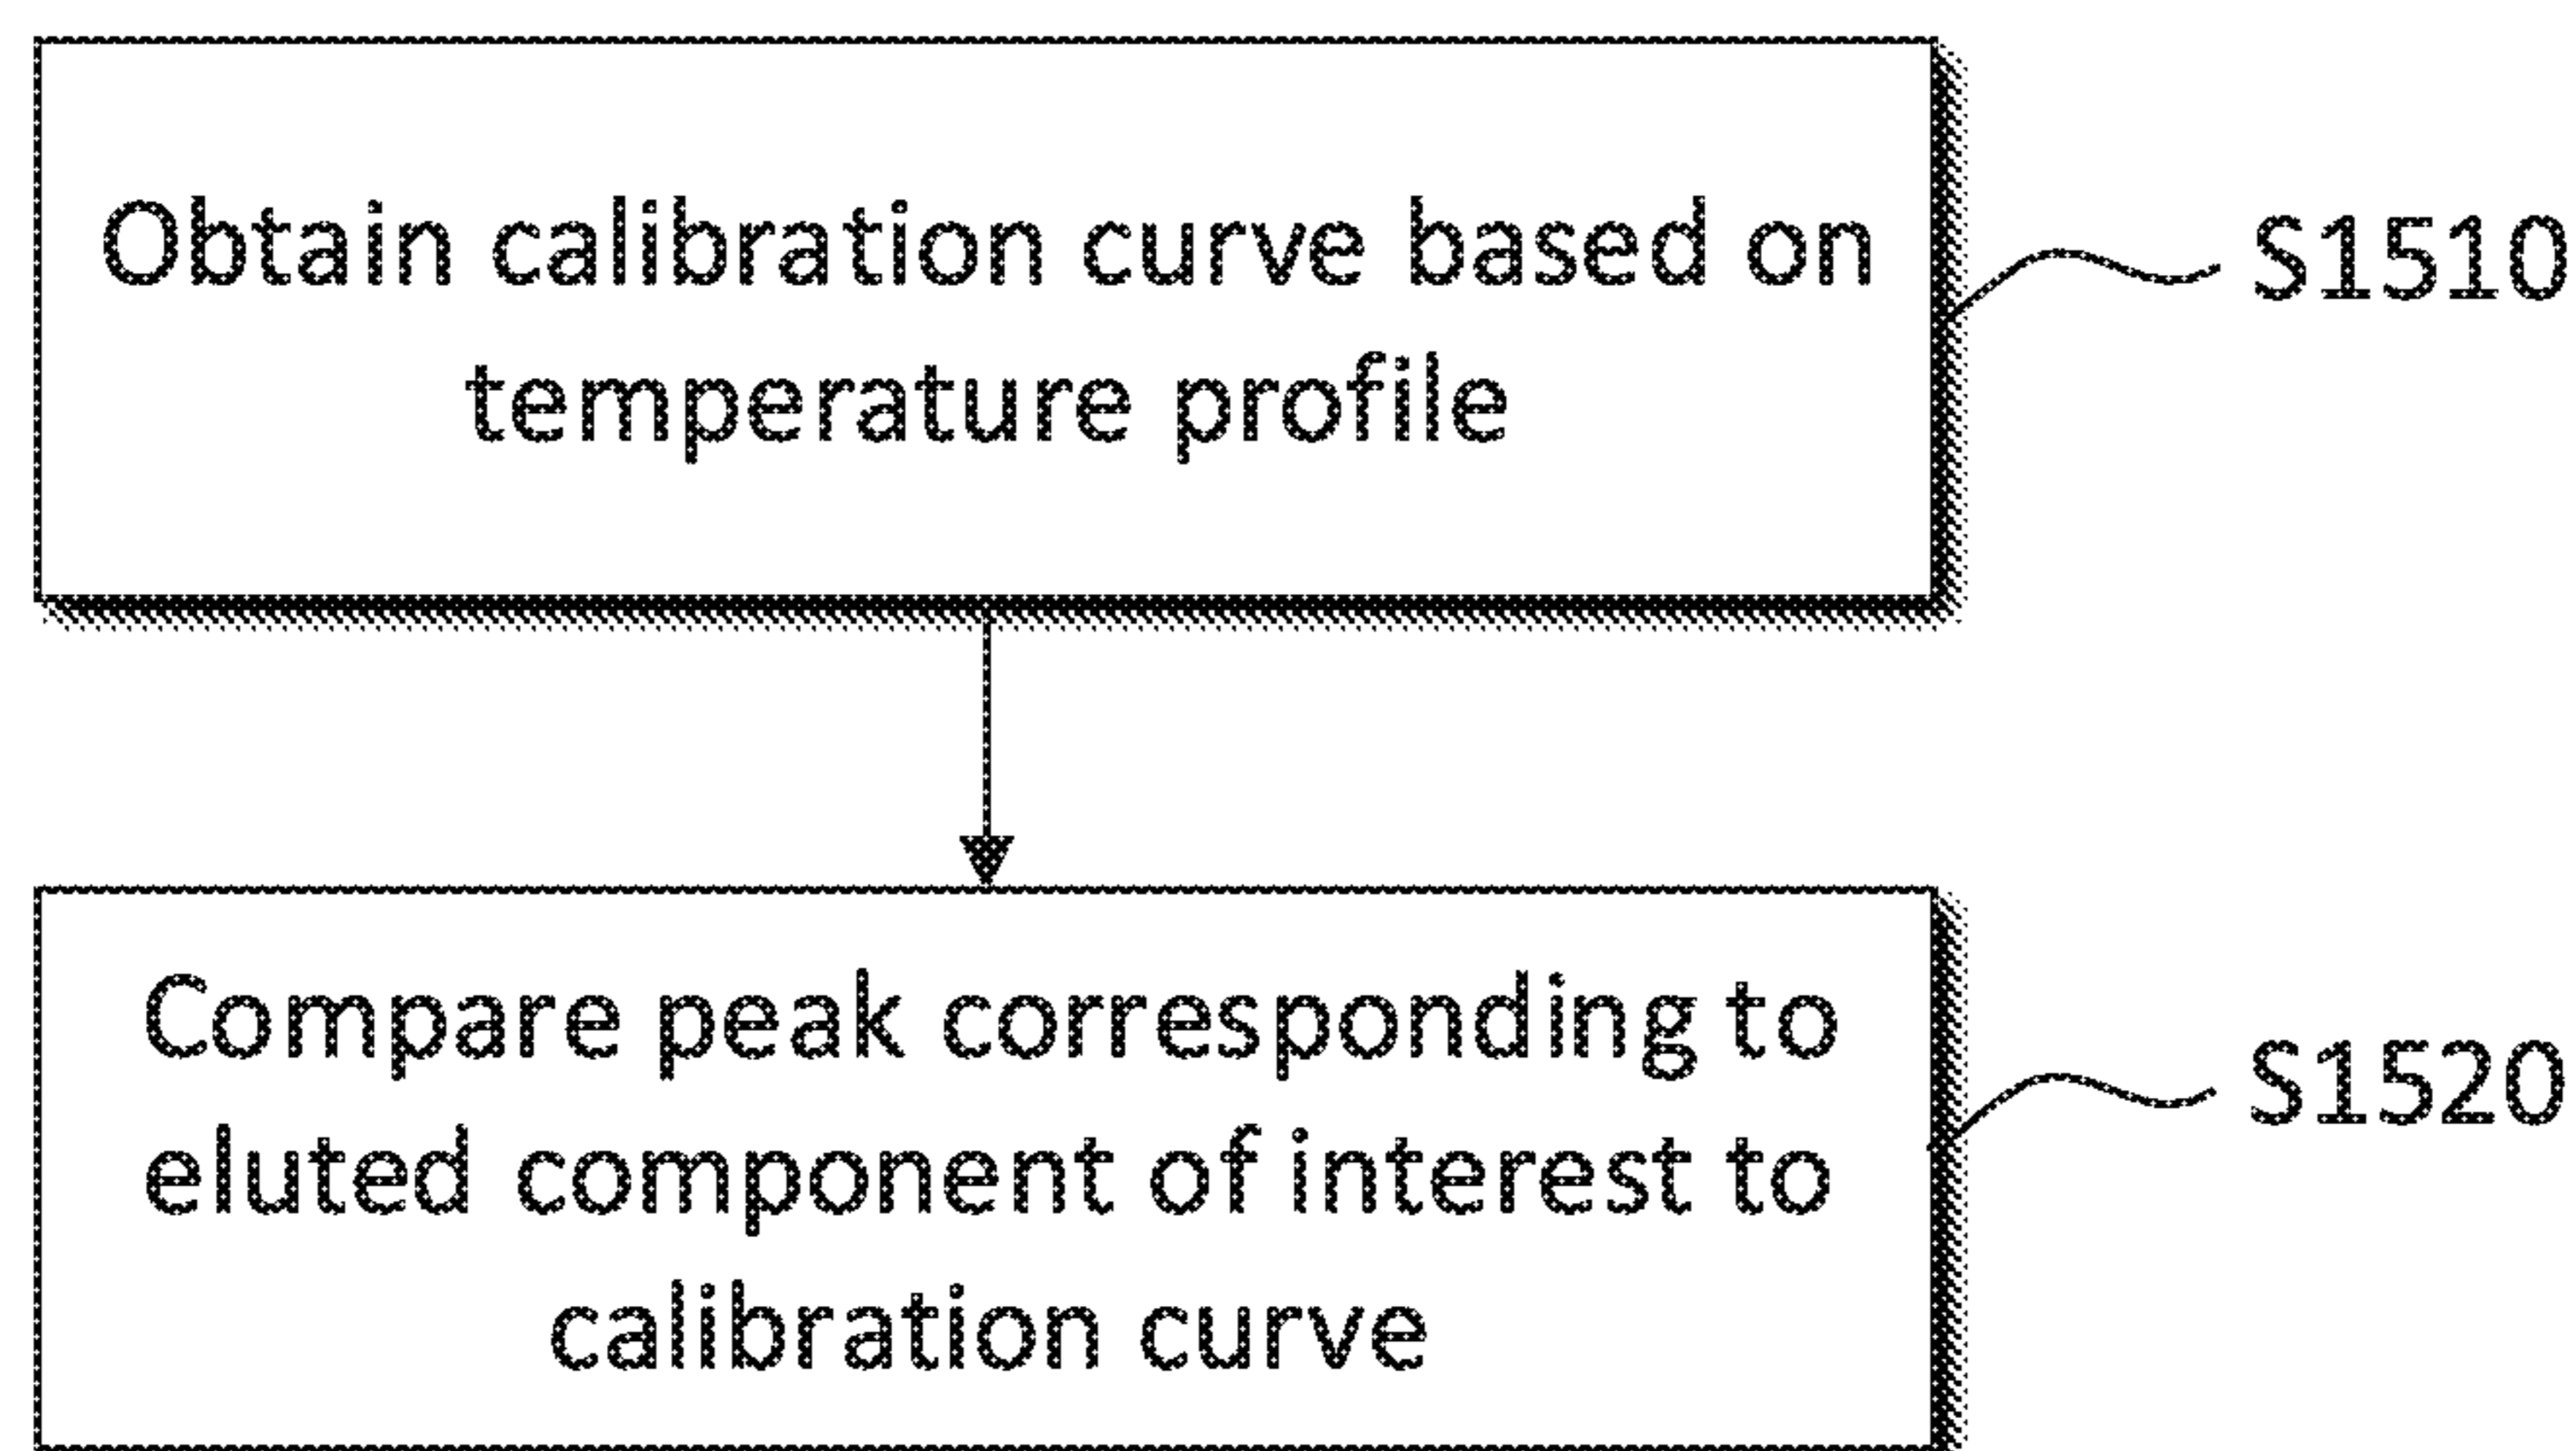 Obtain calibration curve based on
temperature profile
S1510
Compare peak corresponding to
eluted component of interest to
calibration curve
S1520